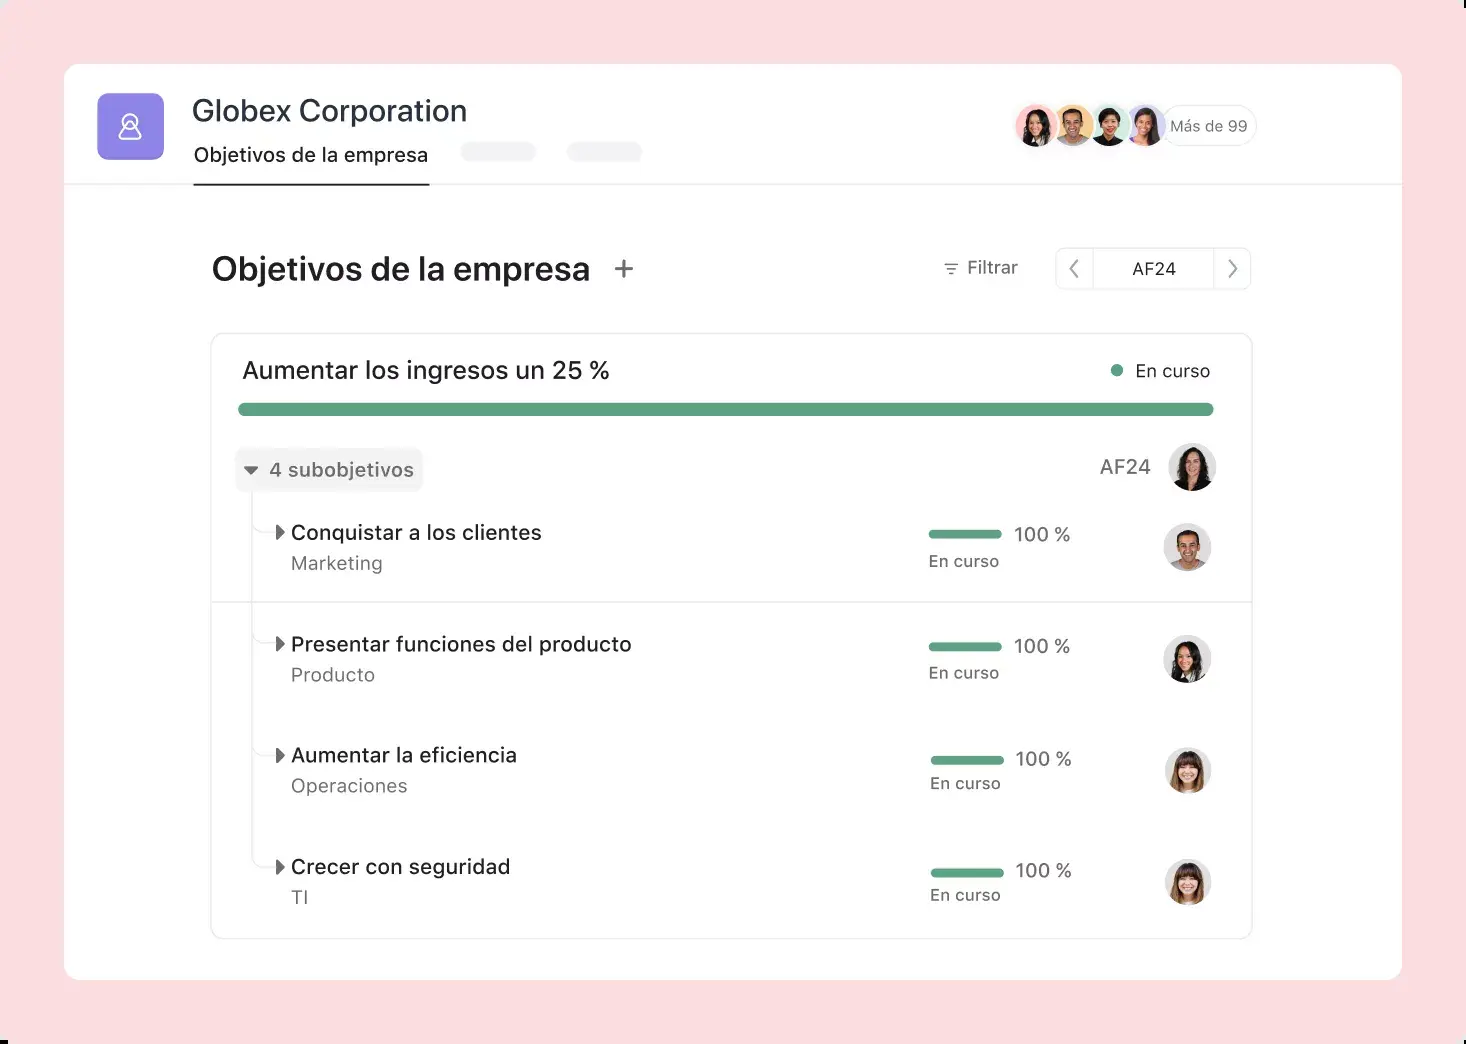 Globex Corporation
Objetivos de la empresa
Más de 99
Objetivos de la empresa +
Filtrar
AF24
Aumentar los ingresos un 25 %
En curso
4 subobjetivos
AF24
Conquistar a los clientes
100 %
Marketing
En curso
Presentar funciones del producto
100 %
Producto
En curso
Aumentar la eficiencia
100 %
Operaciones
En curso
Crecer con seguridad
100 %
TI
En curso